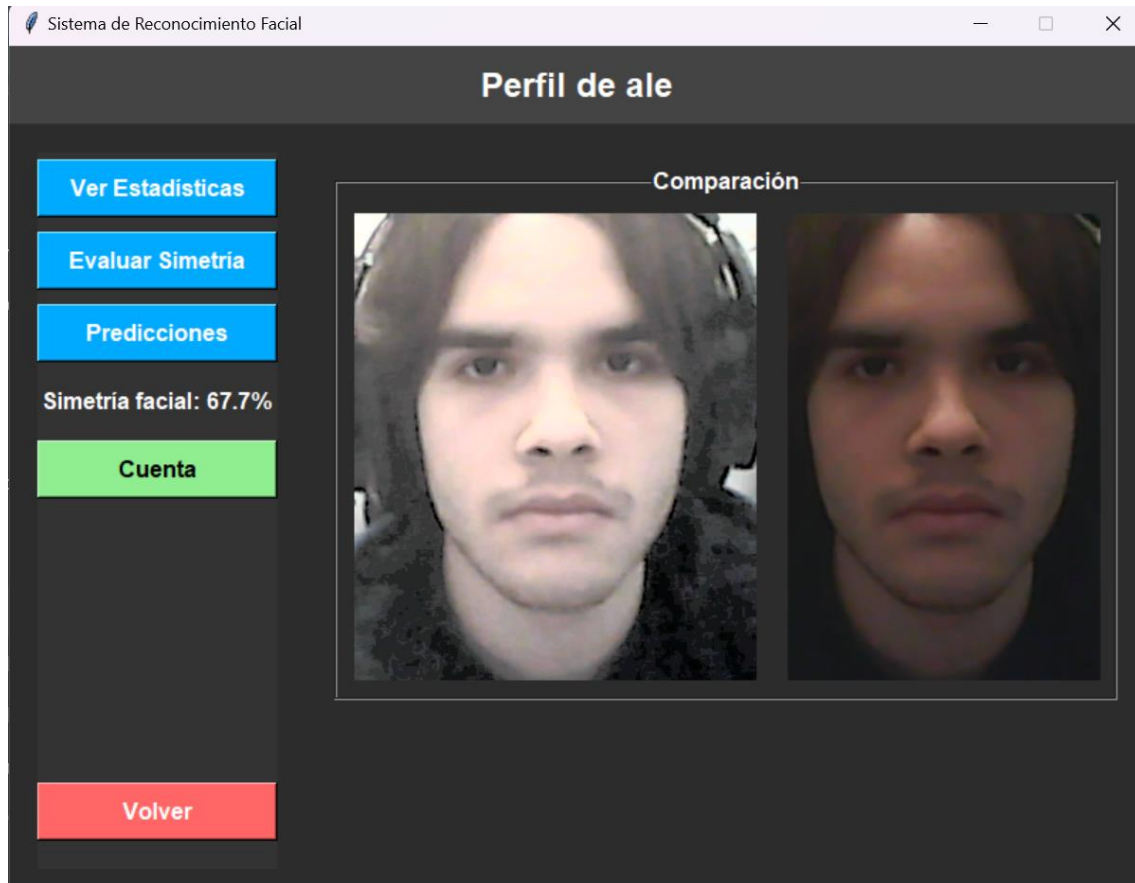 Sistema de Reconocimiento Facial
Perfil de ale
Ver Estadísticas
Evaluar Simetría
Predicciones
Simetría facial: 67.7%
Cuenta
Volver
Comparación